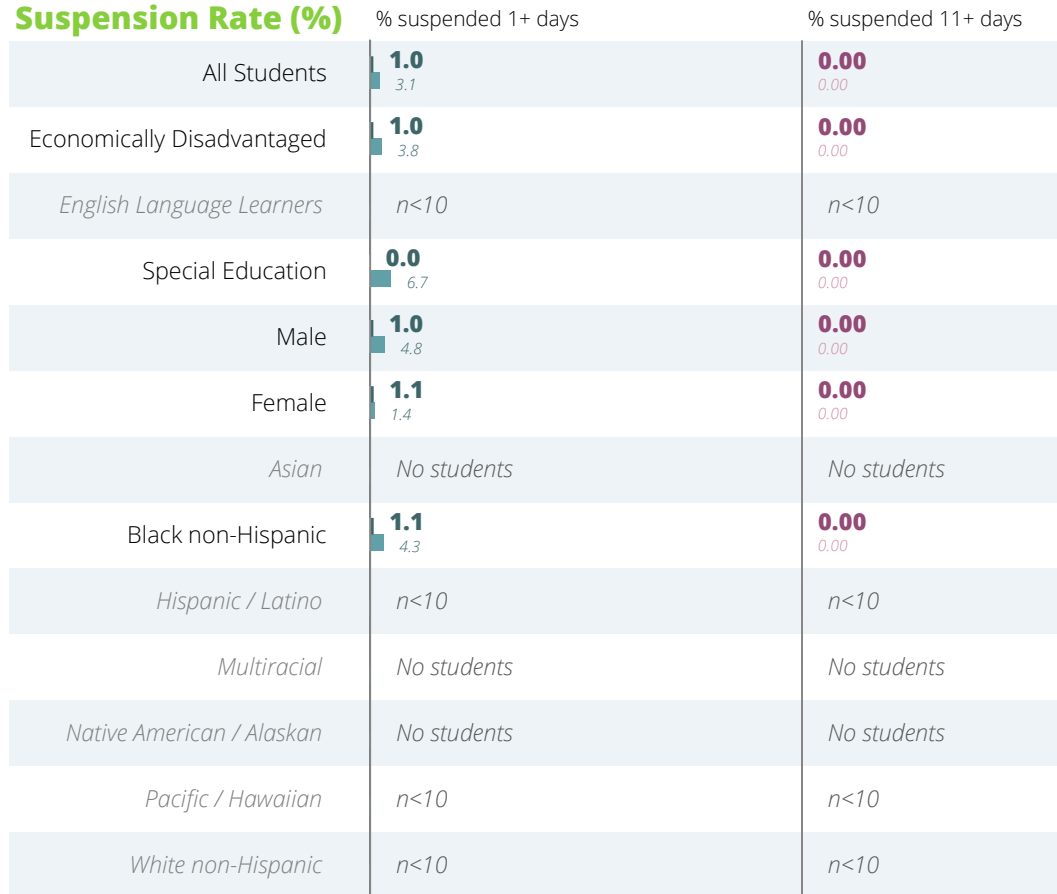 Suspension Rate (%) % suspended 1+ days % suspended 11+ days
All Students 1.0 0.00
3.1 0.00
Economically Disadvantaged 1.0 0.00
3.8 0.00
English Language Learners n<10 n<10
Special Education 0.0 0.00
6.7 0.00
Male 1.0 0.00
4.8 0.00
Female 1.1 0.00
1.4 0.00
Asian No students No students
Black non-Hispanic 1.1 0.00
4.3 0.00
Hispanic / Latino n<10 n<10
Multiracial No students No students
Native American / Alaskan No students No students
Pacific / Hawaiian n<10 n<10
White non-Hispanic n<10 n<10